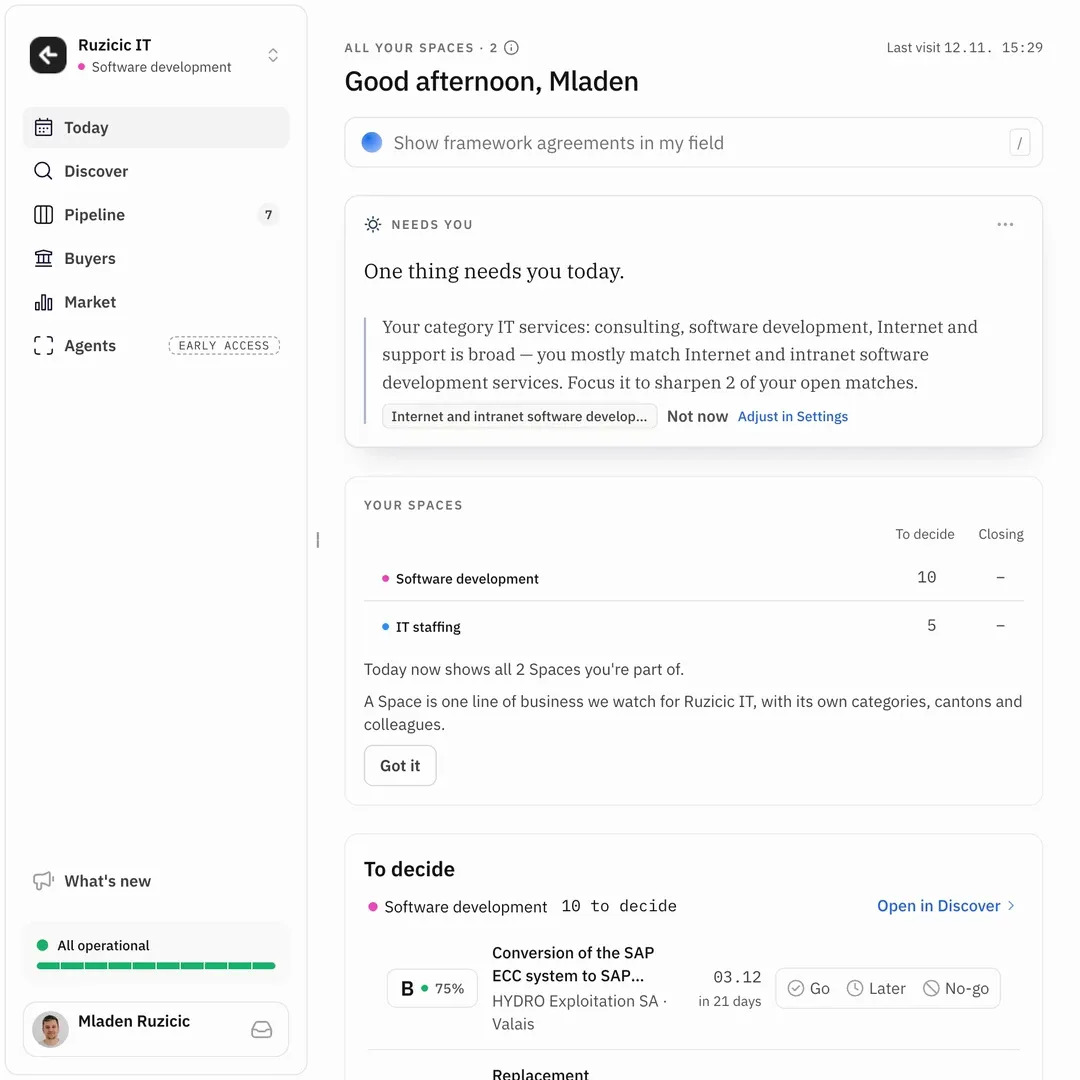 Ruzicic IT
Software development
Today
Discover
Pipeline 7
Buyers
Market
Agents EARLY ACCESS
What's new
All operational
Mladen Ruzicic
ALL YOUR SPACES · 2
Last visit 12.11. 15:29
Good afternoon, Mladen
Show framework agreements in my field /
NEEDS YOU
One thing needs you today.
Your category IT services: consulting, software development, Internet and
support is broad — you mostly match Internet and intranet software
development services. Focus it to sharpen 2 of your open matches.
Internet and intranet software develop... Not now Adjust in Settings
YOUR SPACES
To decide Closing
Software development 10 –
IT staffing 5 –
Today now shows all 2 Spaces you're part of.
A Space is one line of business we watch for Ruzicic IT, with its own categories, cantons and
colleagues.
Got it
To decide
Software development 10 to decide Open in Discover
B 75%
Conversion of the SAP
ECC system to SAP...
HYDRO Exploitation SA ·
Valais
03.12
in 21 days
Go Later No-go
Replacement